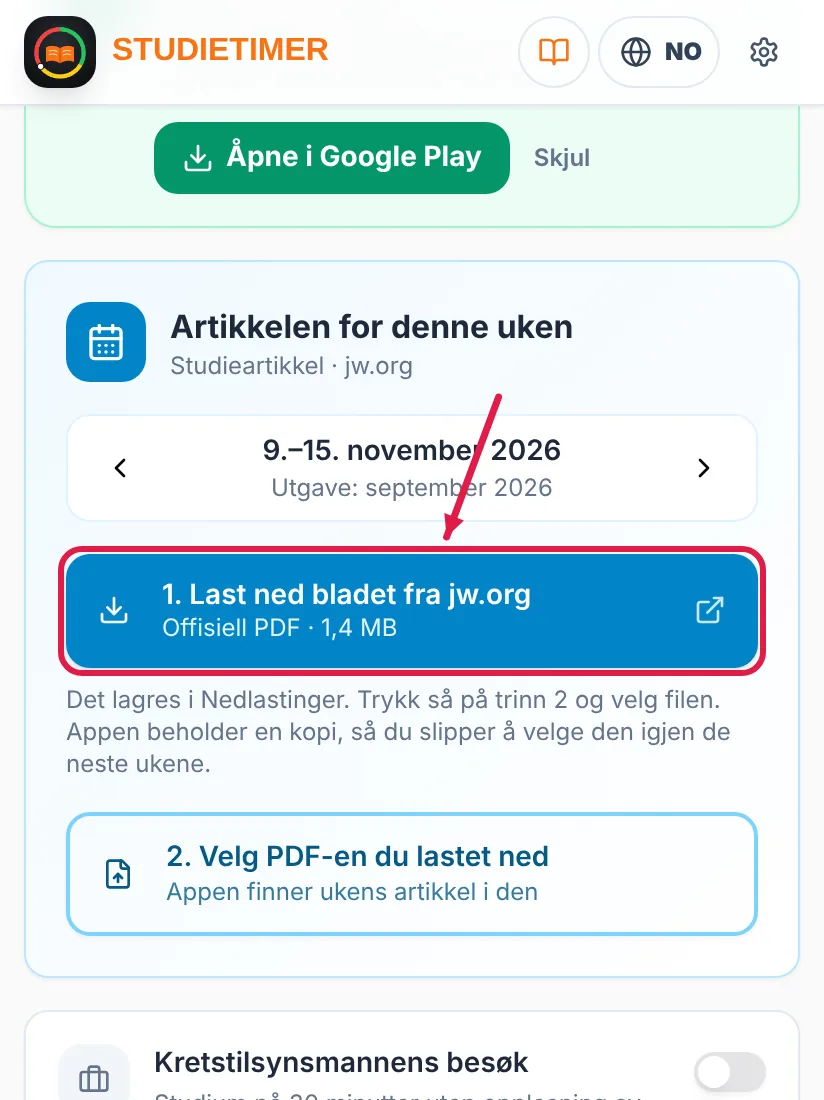 STUDIETIMER
NO
Åpne i Google Play
Skjul
Artikkelen for denne uken
Studieartikkel · jw.org
9.–15. november 2026
Utgave: september 2026
1. Last ned bladet fra jw.org
Offisiell PDF · 1,4 MB
Det lagres i Nedlastinger. Trykk så på trinn 2 og velg filen.
Appen beholder en kopi, så du slipper å velge den igjen de
neste ukene.
2. Velg PDF-en du lastet ned
Appen finner ukens artikkel i den
Kretstilsynsmannens besøk